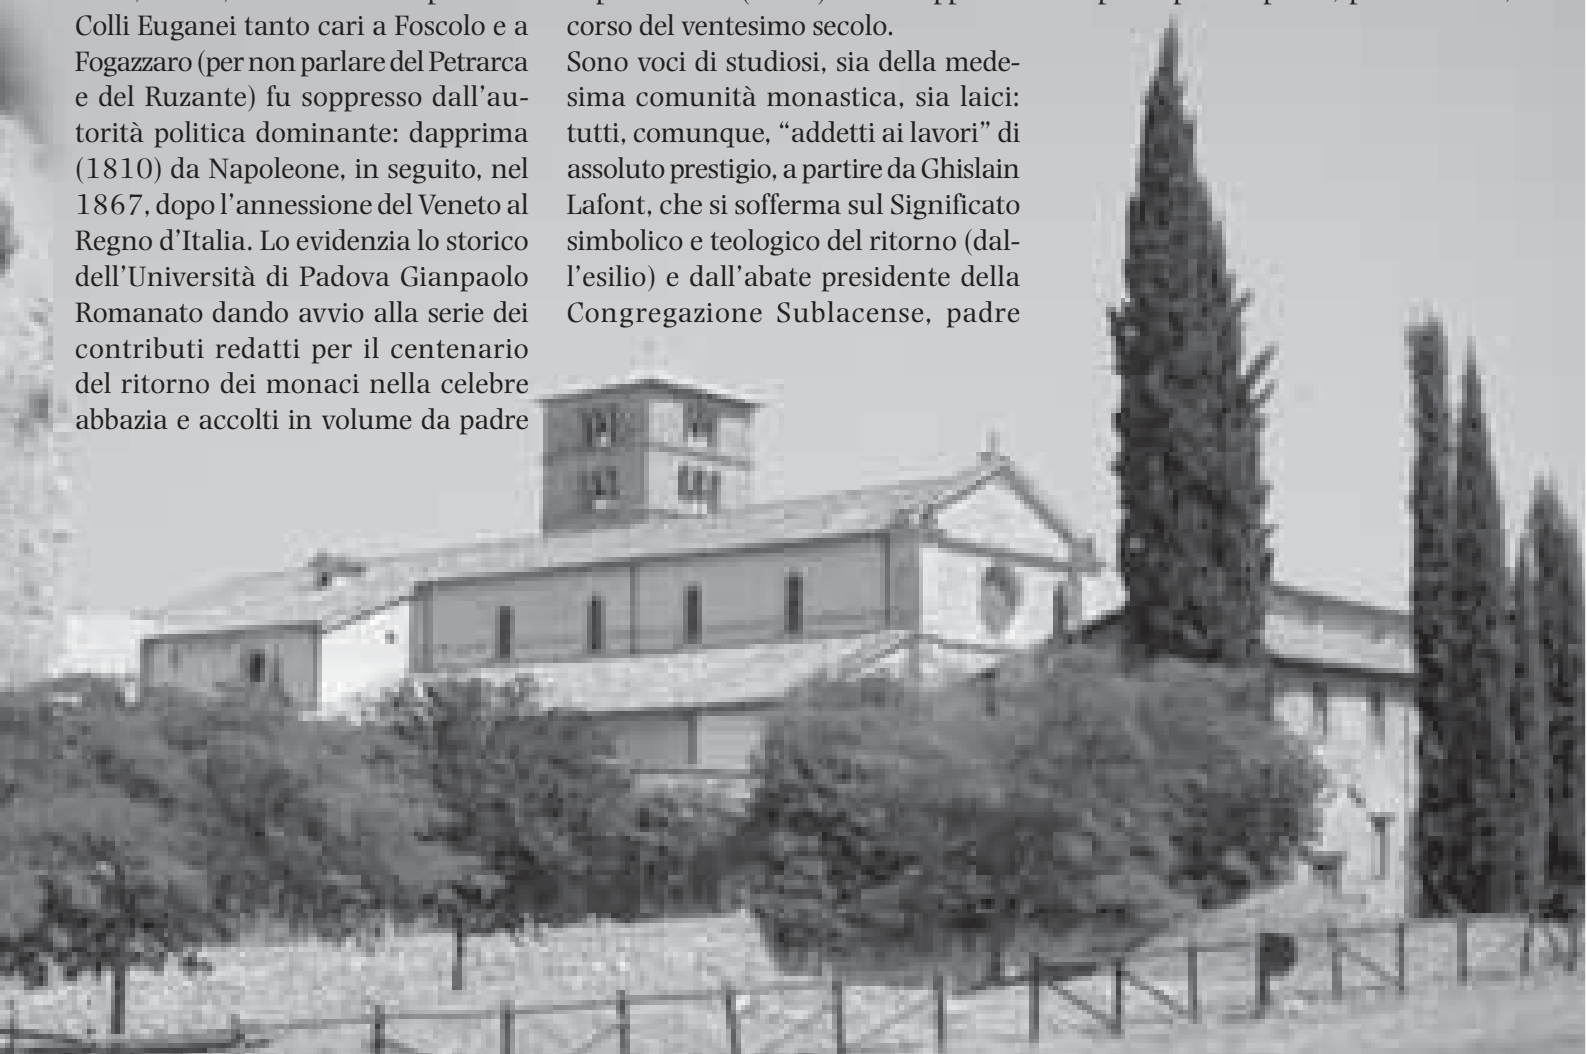 Colli Euganei tanto cari a Foscolo e a
Fogazzaro (per non parlare del Petrarca
e del Ruzante) fu soppresso dall'au-
torità politica dominante: dapprima
(1810) da Napoleone, in seguito, nel
1867, dopo l'annessione del Veneto al
Regno d'Italia. Lo evidenzia lo storico
dell'Università di Padova Gianpaolo
Romanato dando avvio alla serie dei
contributi redatti per il centenario
del ritorno dei monaci nella celebre
abbazia e accolti in volume da padre
corso del ventesimo secolo.
Sono voci di studiosi, sia della mede-
sima comunità monastica, sia laici:
tutti, comunque, “addetti ai lavori” di
assoluto prestigio, a partire da Ghislain
Lafont, che si sofferma sul Significato
simbolico e teologico del ritorno (dal-
l'esilio) e dall'abate presidente della
Congregazione Sublacense, padre